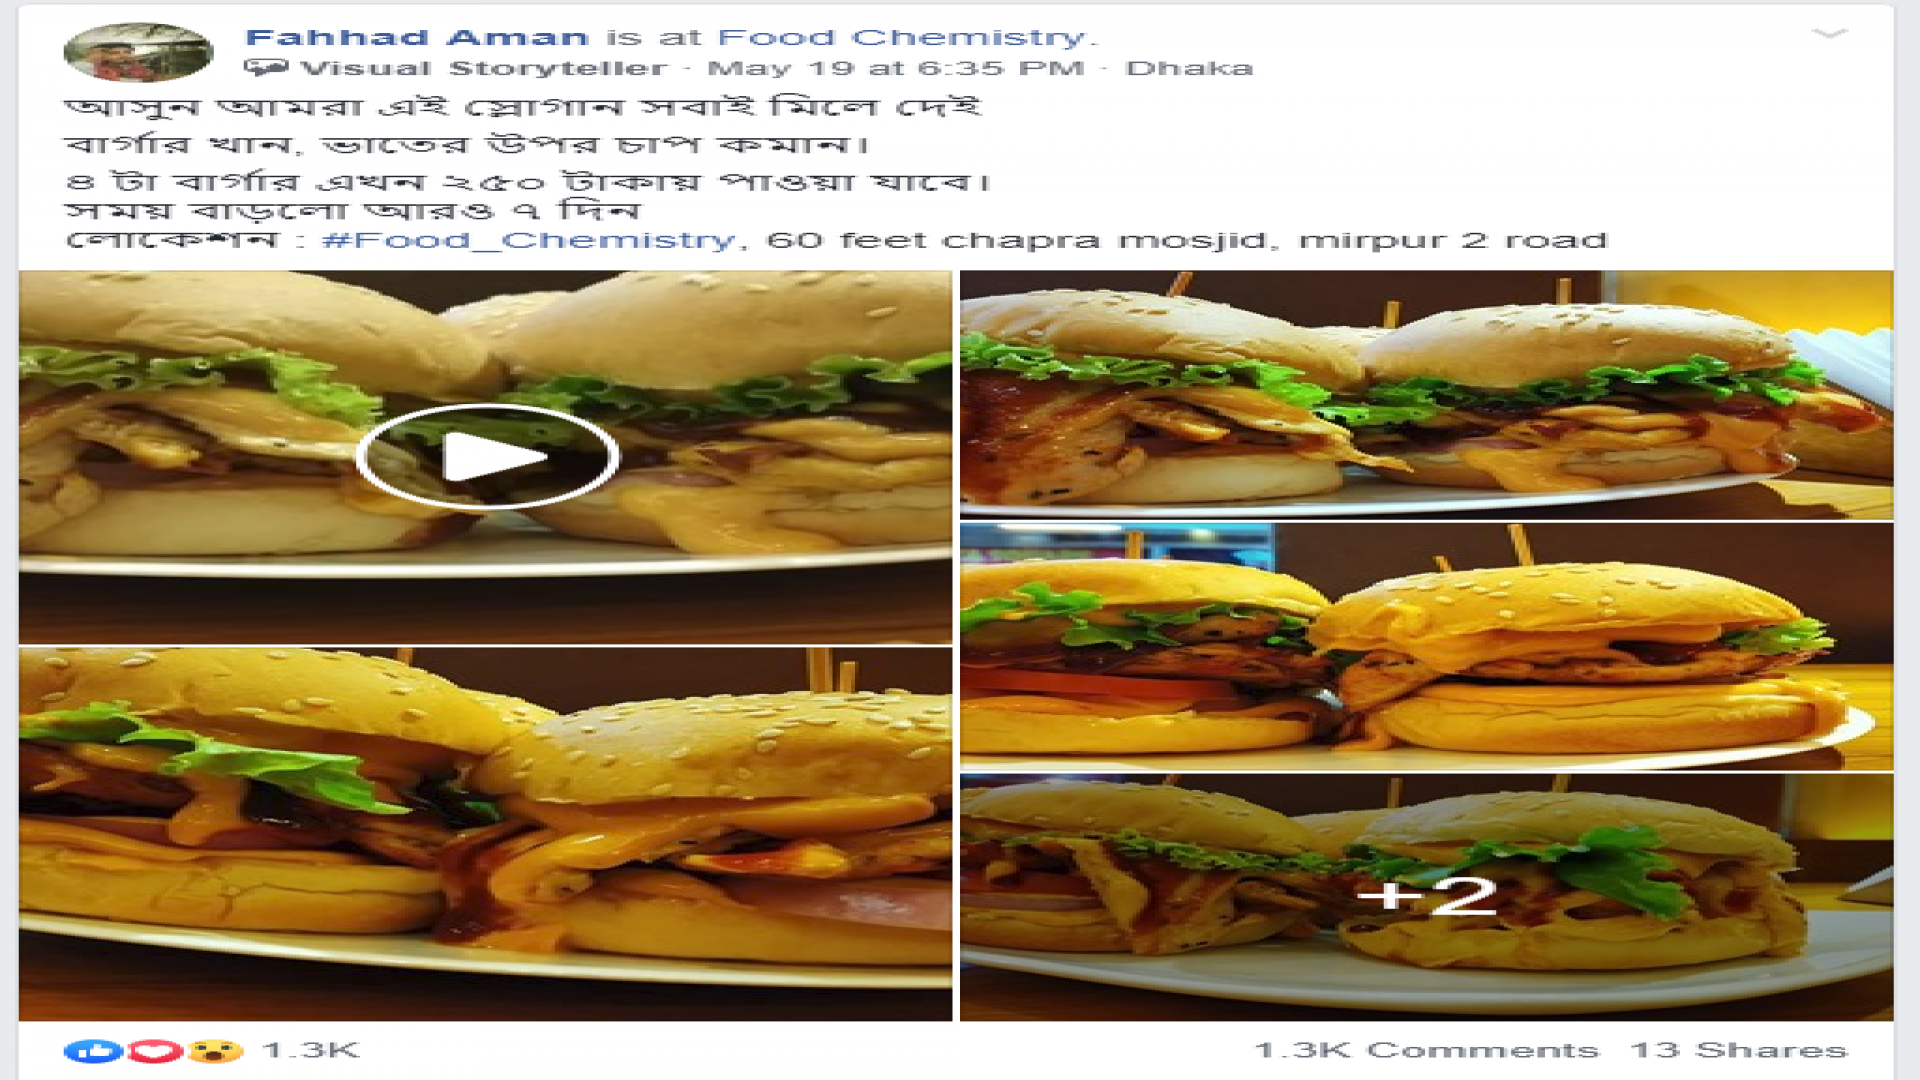 Fahhad Aman is at Food Chemistry.
Visual Storyteller · May 19 at 6:35 PM · Dhaka
আসুন আমরা এই স্লোগান সবাই মিলে দেই
বার্গার খান, ভাতের উপর চাপ কমান।
৪ টা বার্গার এখন ২৫০ টাকায় পাওয়া যাবে।
সময় বাড়লো আরও ৭ দিন
লোকেশন : #Food_Chemistry, 60 feet chapra mosjid, mirpur 2 road
+2
1.3K 1.3K Comments 13 Shares